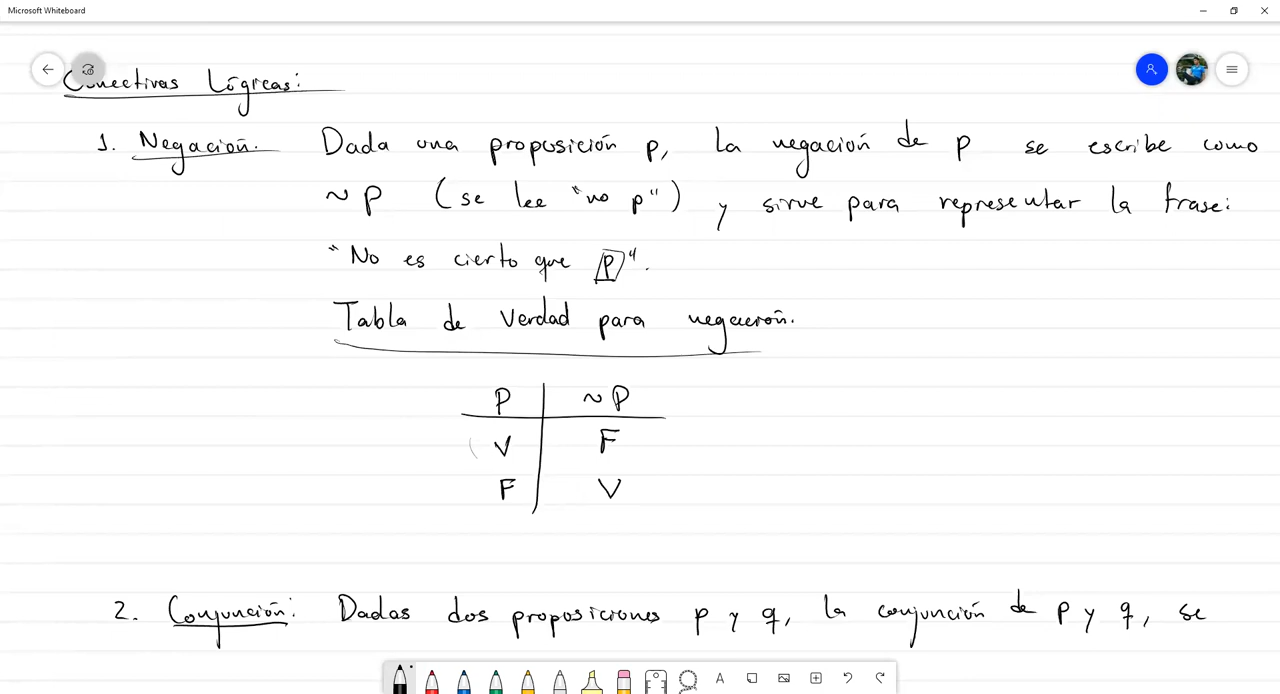 Microsoft Whiteboard
Conectivas Lógicas:
1. Negación. Dada una proposición p, la negación de p se escribe como
~p (se lee "no p") y sirve para representar la frase:
"No es cierto que p".
Tabla de verdad para negación.
P ~P
V F
F V
2. Conjunción: Dadas dos proposiciones p y q, la conjunción de p y q, se
A